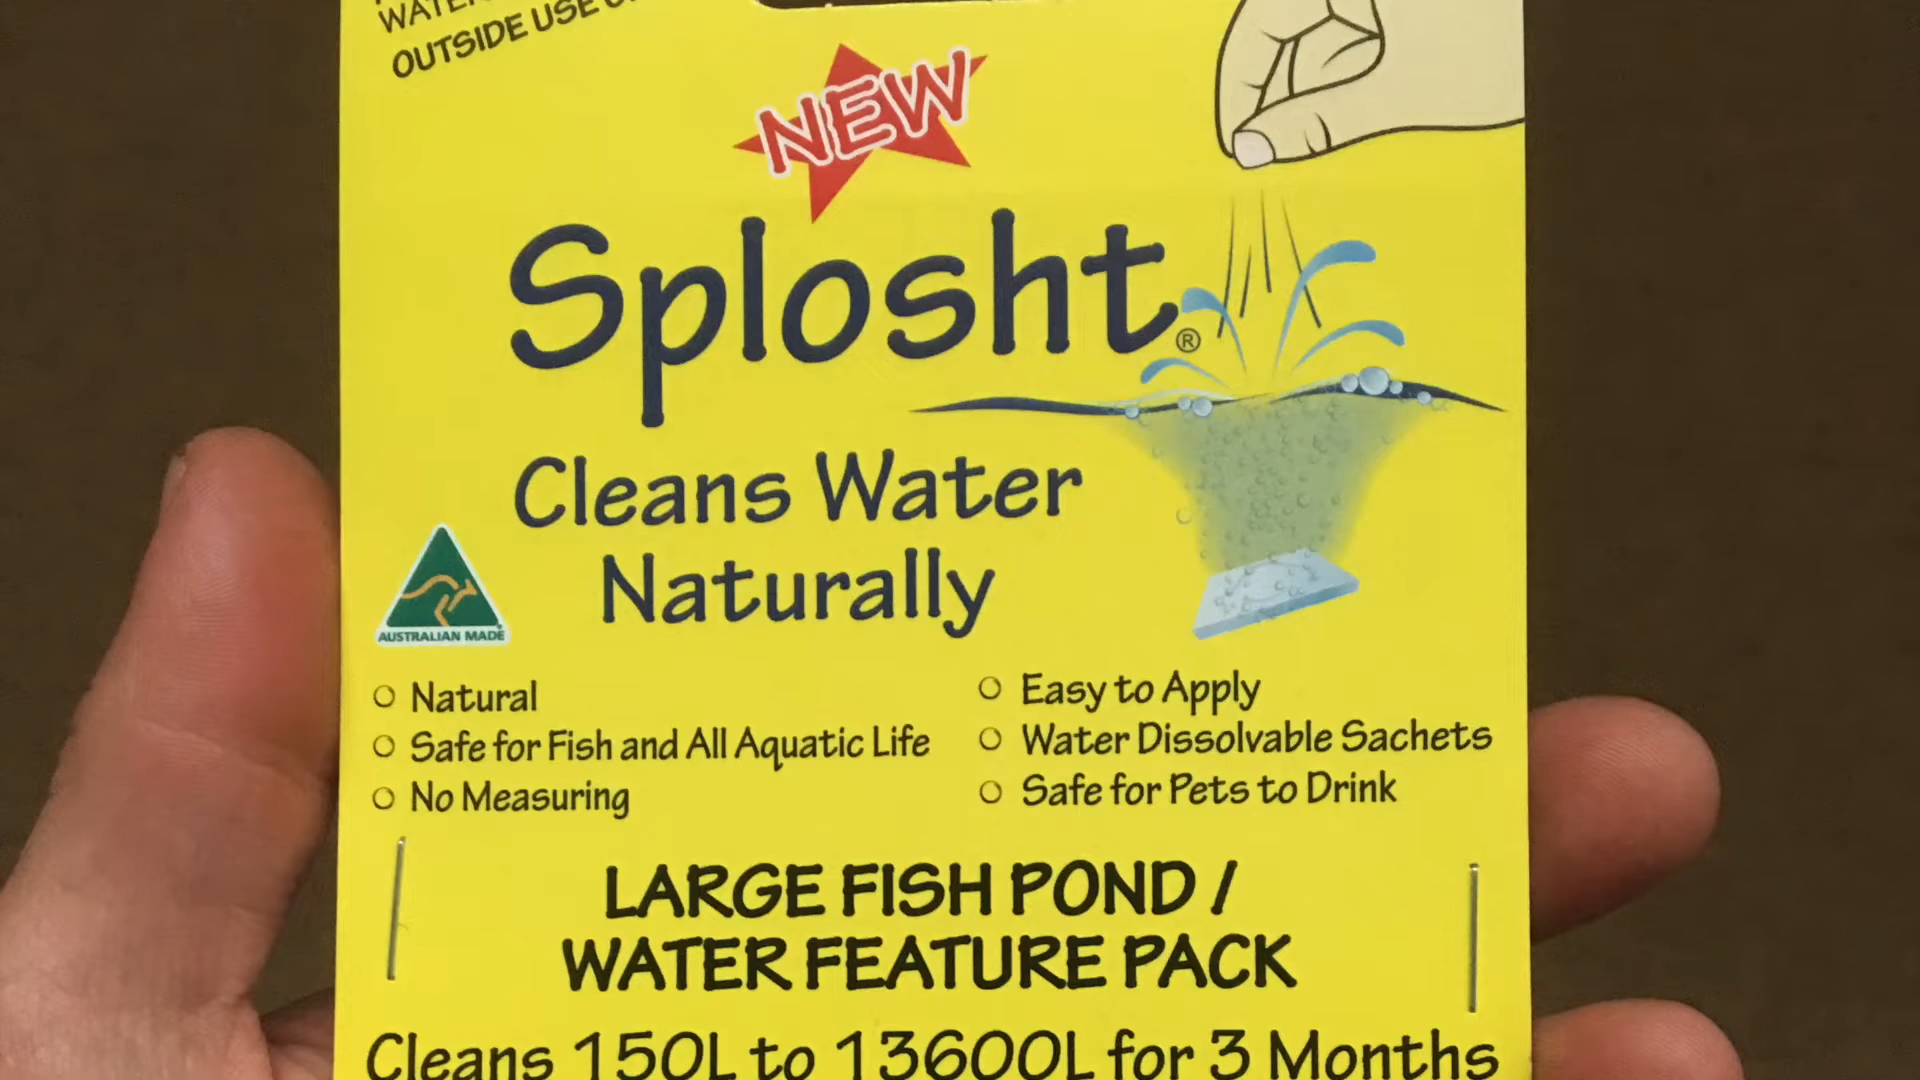 OUTSIDE USE
NEW
Splosht®
Cleans Water
Naturally
AUSTRALIAN MADE
Natural
Safe for Fish and All Aquatic Life
No Measuring
Easy to Apply
Water Dissolvable Sachets
Safe for Pets to Drink
LARGE FISH POND /
WATER FEATURE PACK
Cleans 150L to 13600L for 3 Months